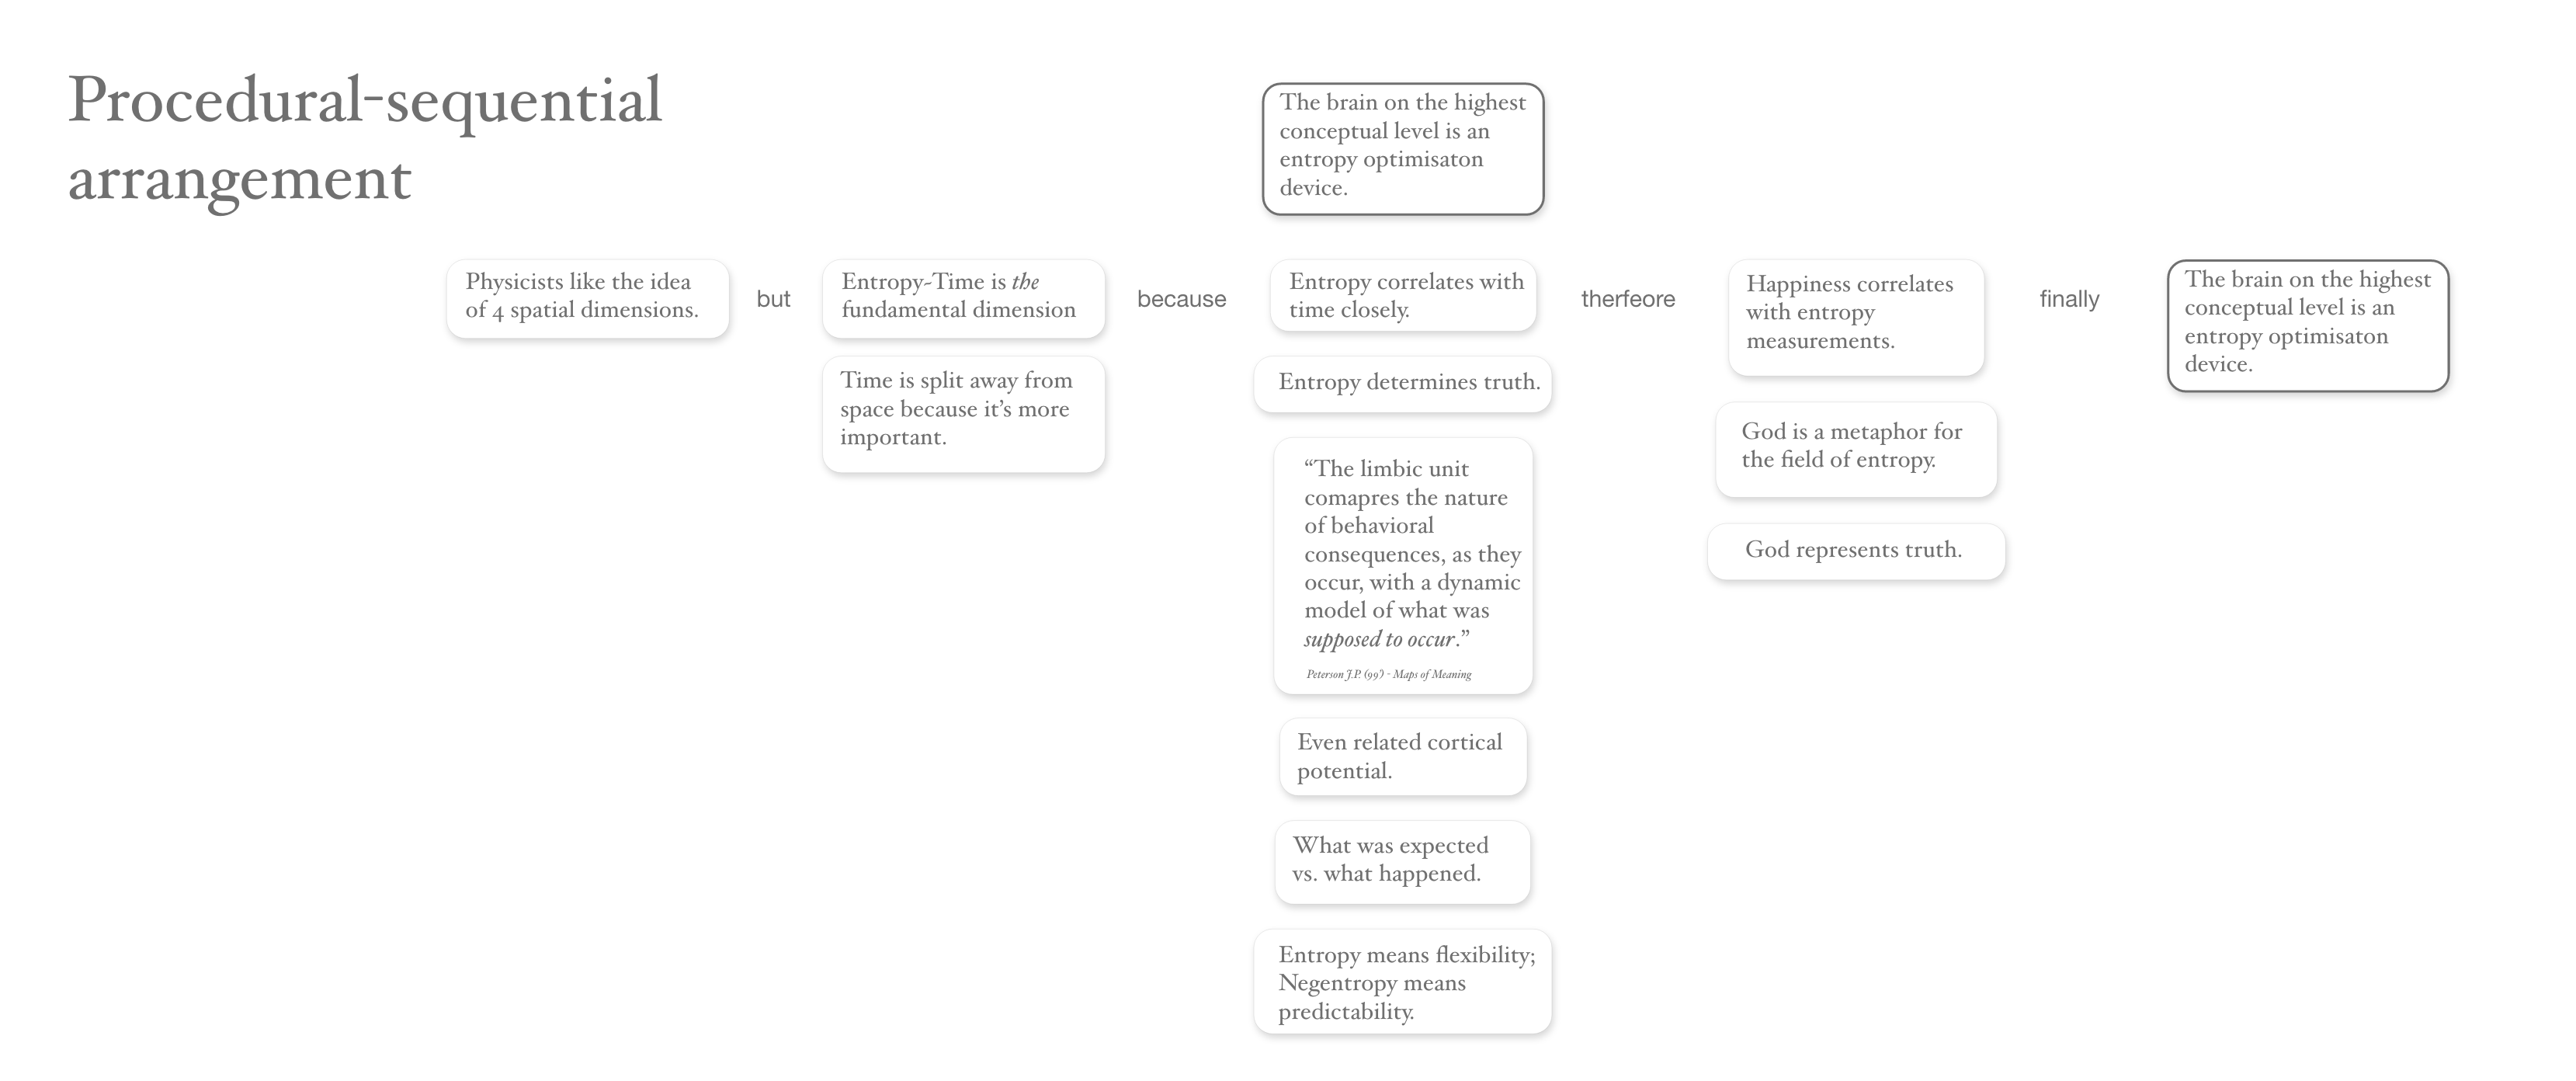 Procedural-sequential
arrangement
The brain on the highest
conceptual level is an
entropy optimisaton
device.
Physicists like the idea
of 4 spatial dimensions.
but
Entropy-Time is the
fundamental dimension
Time is split away from
space because it’s more
important.
because
Entropy correlates with
time closely.
Entropy determines truth.
“The limbic unit
comapres the nature
of behavioral
consequences, as they
occur, with a dynamic
model of what was
supposed to occur.”
Peterson J.P. (99') - Maps of Meaning
Even related cortical
potential.
What was expected
vs. what happened.
Entropy means flexibility;
Negentropy means
predictability.
therfeore
Happiness correlates
with entropy
measurements.
God is a metaphor for
the field of entropy.
God represents truth.
finally
The brain on the highest
conceptual level is an
entropy optimisaton
device.